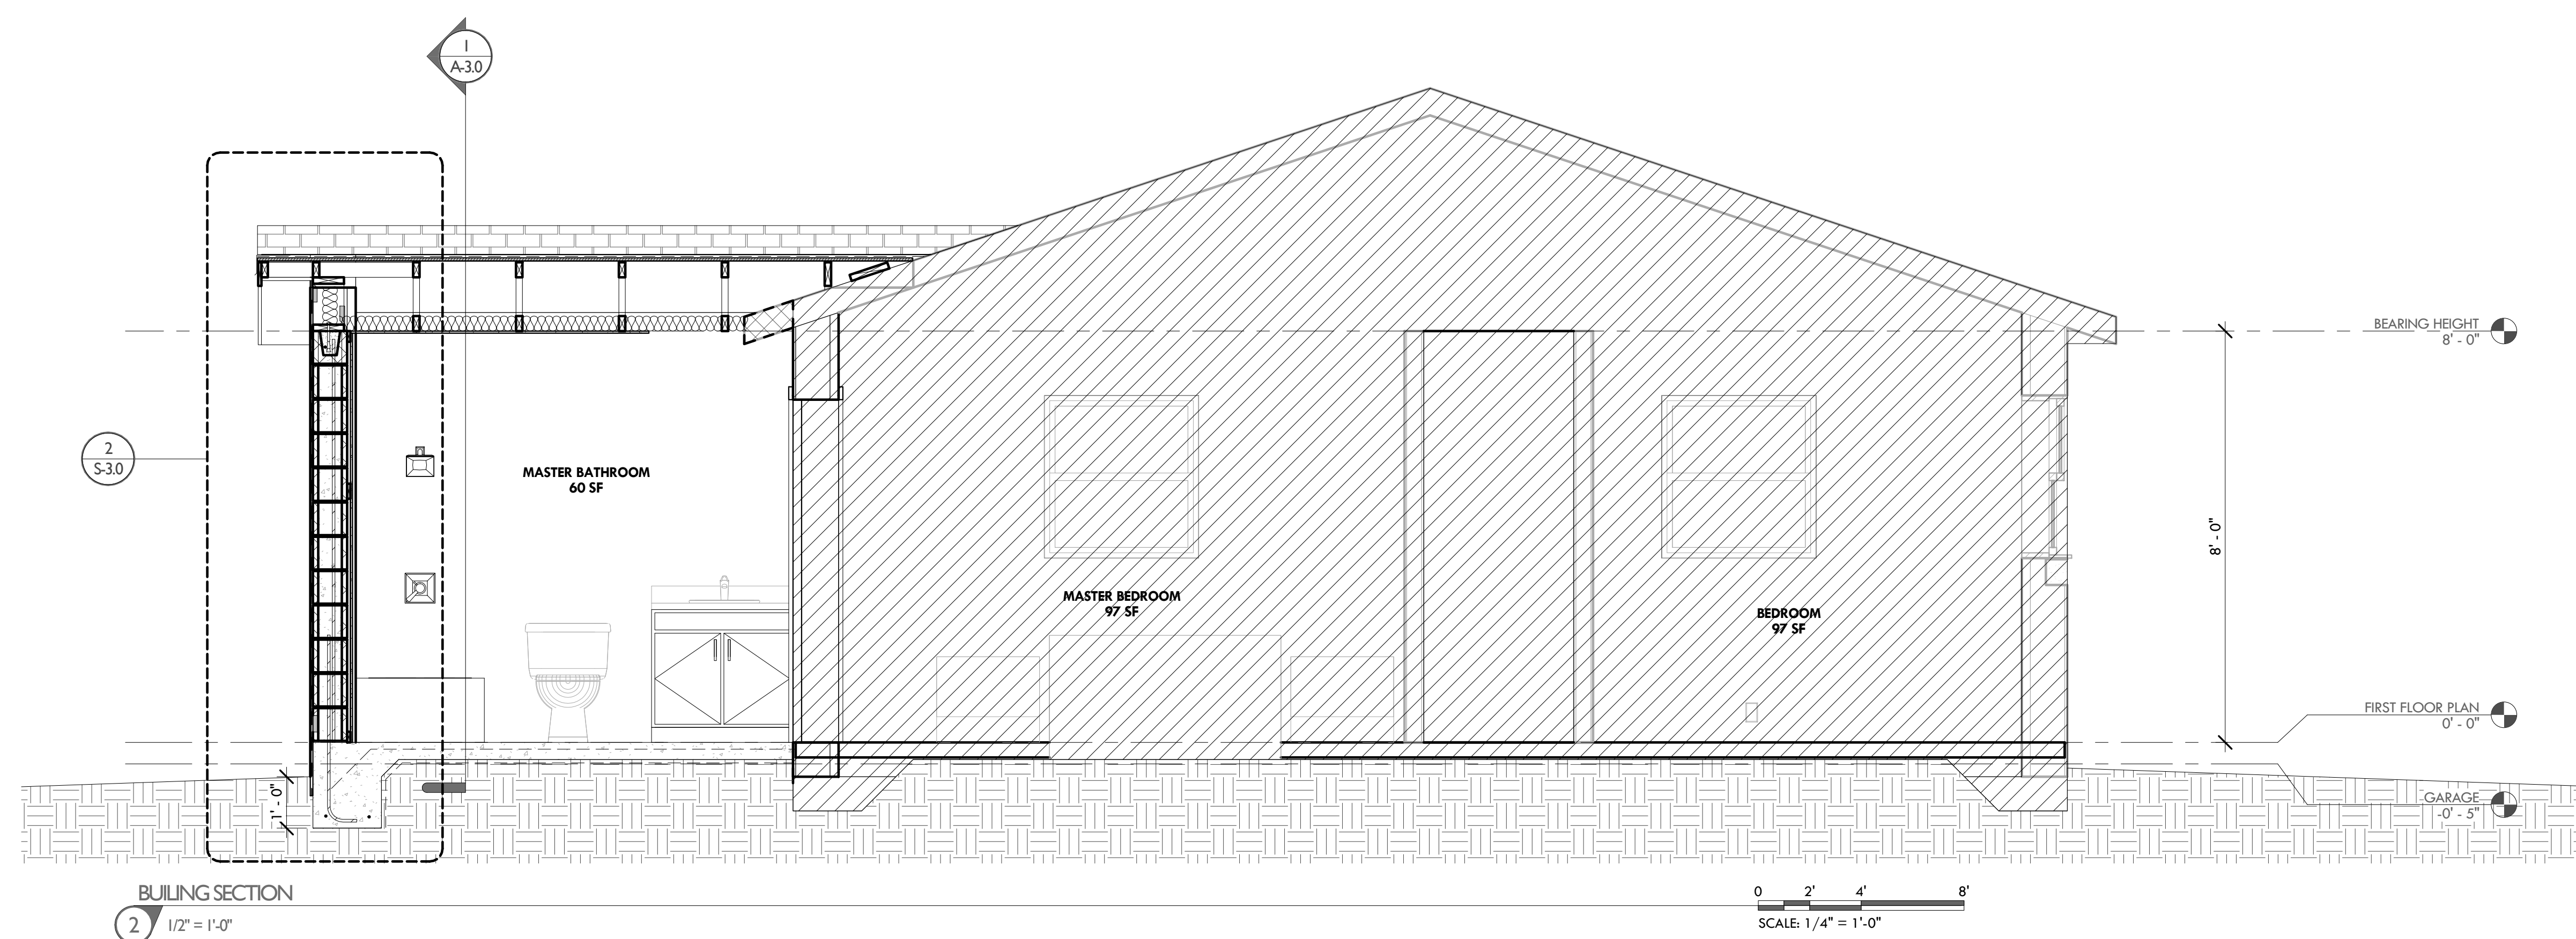 1
A-3.0
BEARING HEIGHT
8' - 0"
2
S-3.0
MASTER BATHROOM
60 SF
8' - 0"
MASTER BEDROOM
97 SF
BEDROOM
97 SF
FIRST FLOOR PLAN
0' - 0"
1' - 0"
GARAGE
-0' - 5"
BUILING SECTION
2
1/2" = 1'-0"
0 2' 4' 8'
SCALE: 1/4" = 1'-0"